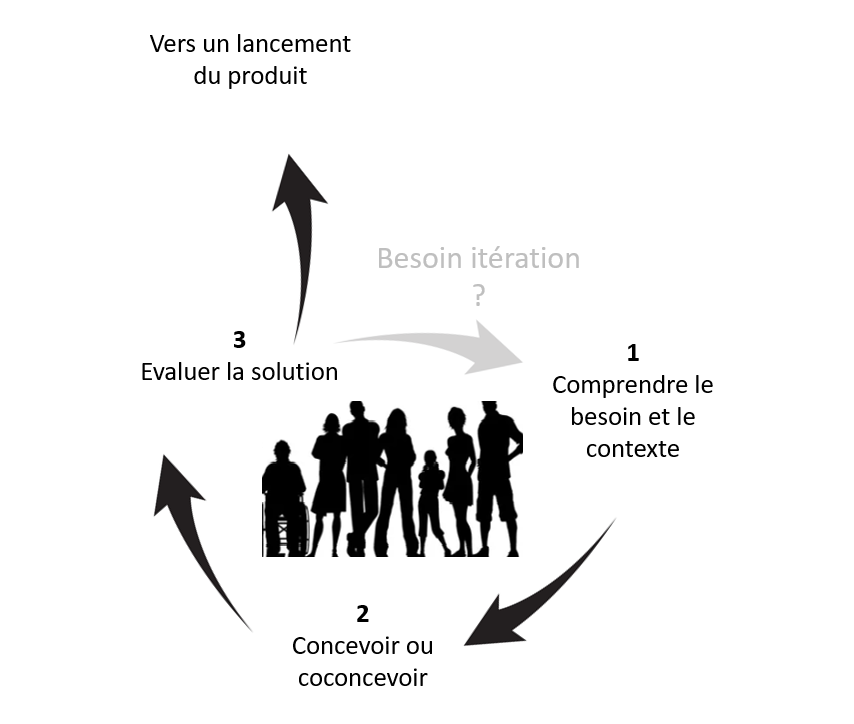 Vers un lancement
du produit
Besoin itération
?
3
Evaluer la solution
1
Comprendre le
besoin et le
contexte
2
Concevoir ou
coconcevoir